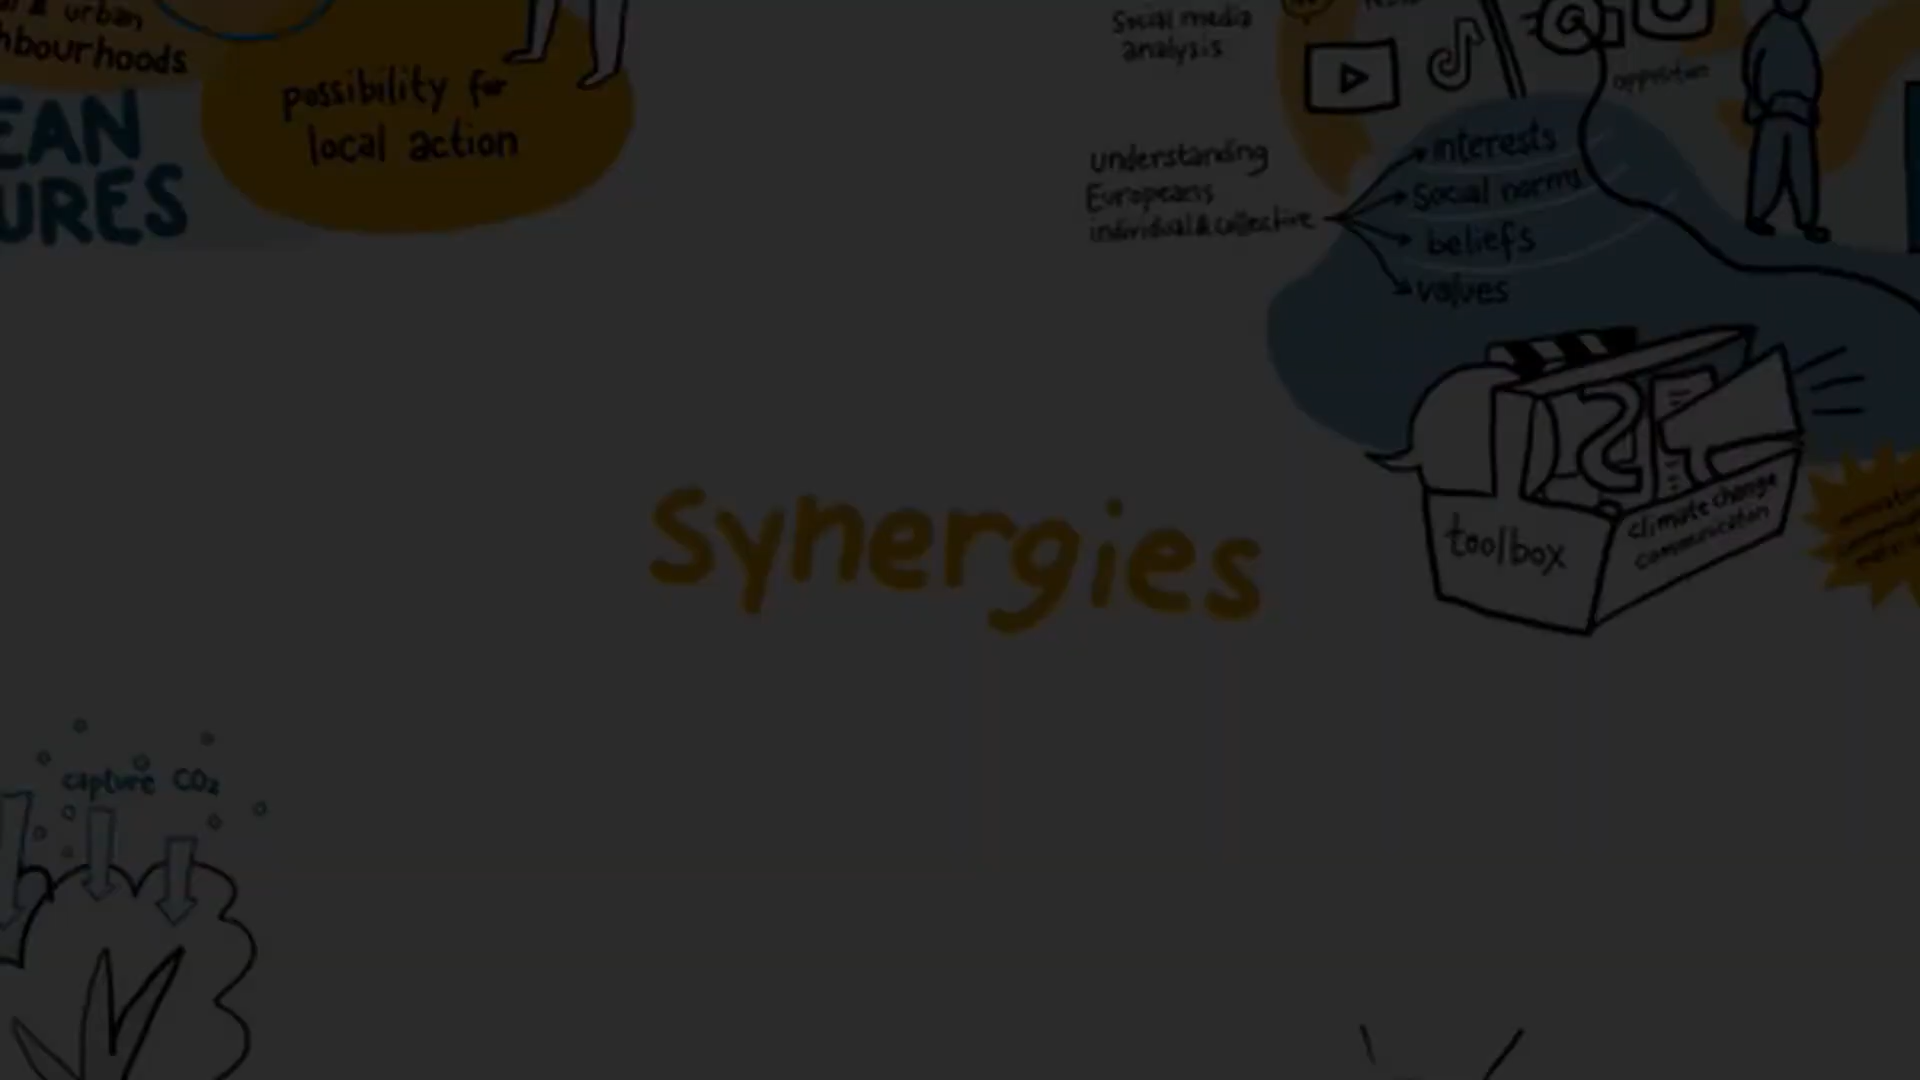 urban
hbourhoods
EAN
URES
possibility for
local action
Social media
analysis
opposition
understanding
Europeans
individual & collective
interests
Social norms
beliefs
values
toolbox
climate change
communication
Synergies
capture CO₂